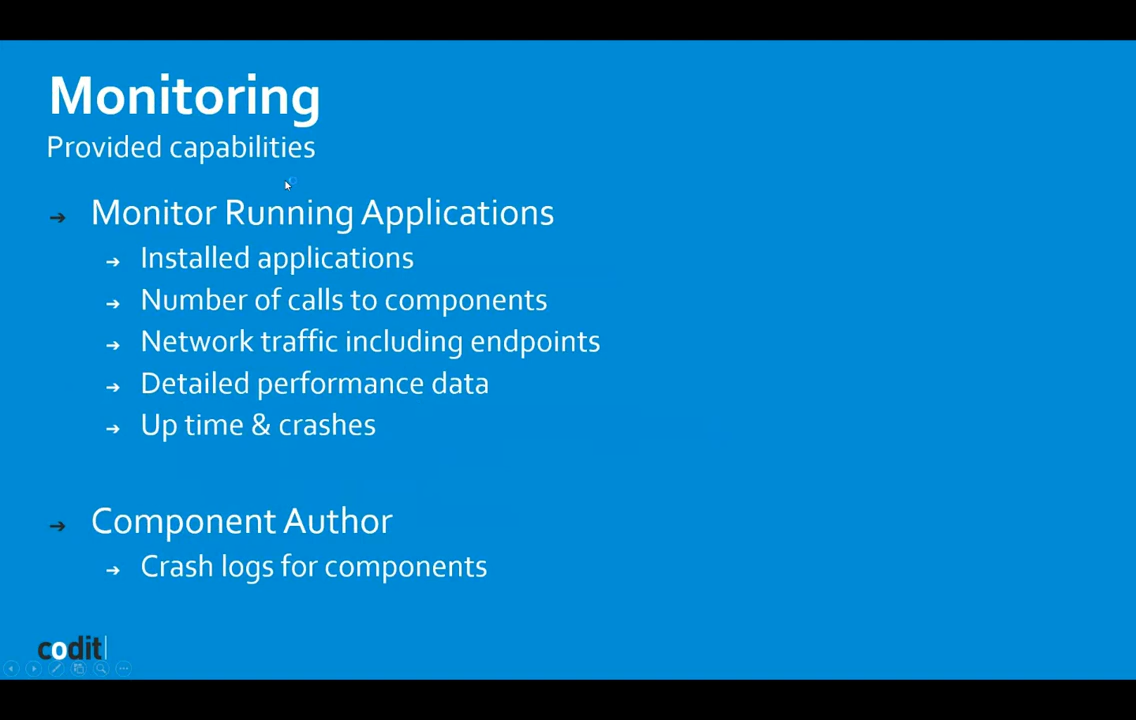 Monitoring
Provided capabilities
Monitor Running Applications
Installed applications
Number of calls to components
Network traffic including endpoints
Detailed performance data
Up time & crashes
Component Author
Crash logs for components
codit